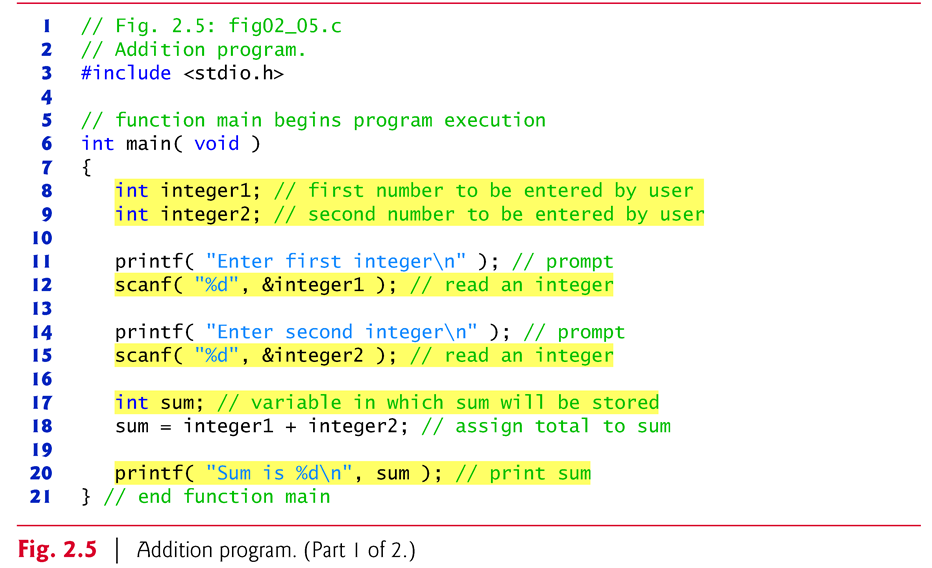 1 // Fig. 2.5: fig02_05.c
2 // Addition program.
3 #include <stdio.h>
4
5 // function main begins program execution
6 int main( void )
7 {
8    int integer1; // first number to be entered by user
9    int integer2; // second number to be entered by user
10
11    printf( "Enter first integer\n" ); // prompt
12    scanf( "%d", &integer1 ); // read an integer
13
14    printf( "Enter second integer\n" ); // prompt
15    scanf( "%d", &integer2 ); // read an integer
16
17    int sum; // variable in which sum will be stored
18    sum = integer1 + integer2; // assign total to sum
19
20    printf( "Sum is %d\n", sum ); // print sum
21 } // end function main
Fig. 2.5 | Addition program. (Part 1 of 2.)